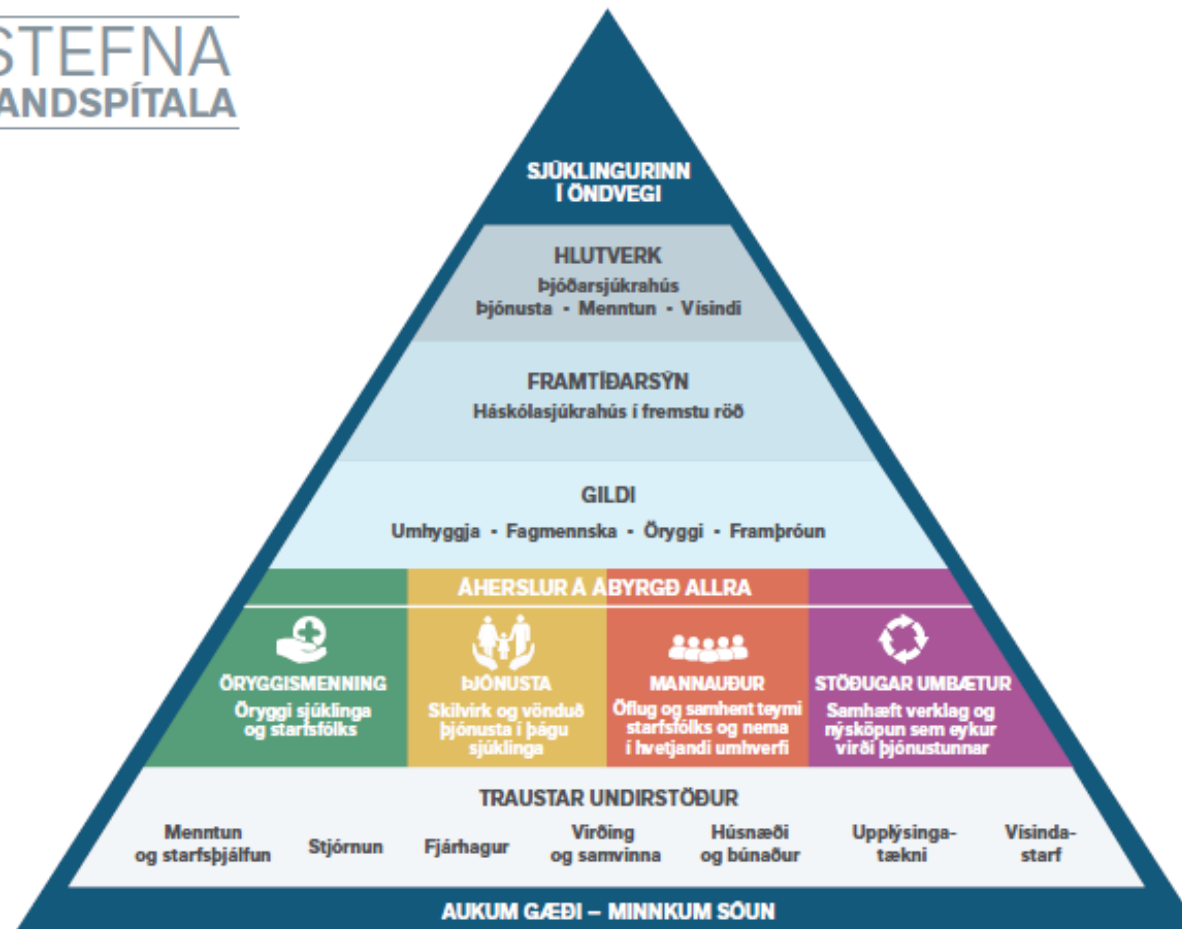 STEFNA
ANDSPÍTALA
SJÚKLINGURINN
Í ÖNDVEGI
HLUTVERK
Þjóðarsjúkrahús
Þjónusta - Menntun - Vísindi
FRAMTÍÐARSÝN
Háskólasjúkrahús í fremstu röð
GILDI
Umhyggja - Fagmennska - Öryggi - Framþróun
ÁHERSLUR Á ÁBYRGÐ ALLRA
ÖRYGGISMENNING
Öryggi sjúklinga
og starfsfólks
ÞJÓNUSTA
Skilvirk og vönduð
þjónusta í þágu
sjúklinga
MANNAUÐUR
Öflug og samhent teymi
starfsfólks og nema
í hvetjandi umhverfi
STÖÐUGAR UMBÆTUR
Samhæft verklag og
nýsköpun sem eykur
virði þjónustunnar
TRAUSTAR UNDIRSTÖÐUR
Menntun
og starfsþjálfun
Stjórnun
Fjárhagur
Virðing
og samvinna
Húsnæði
og búnaður
Upplýsinga-
tækni
Vísinda-
starf
AUKUM GÆÐI – MINNKUM SÓUN